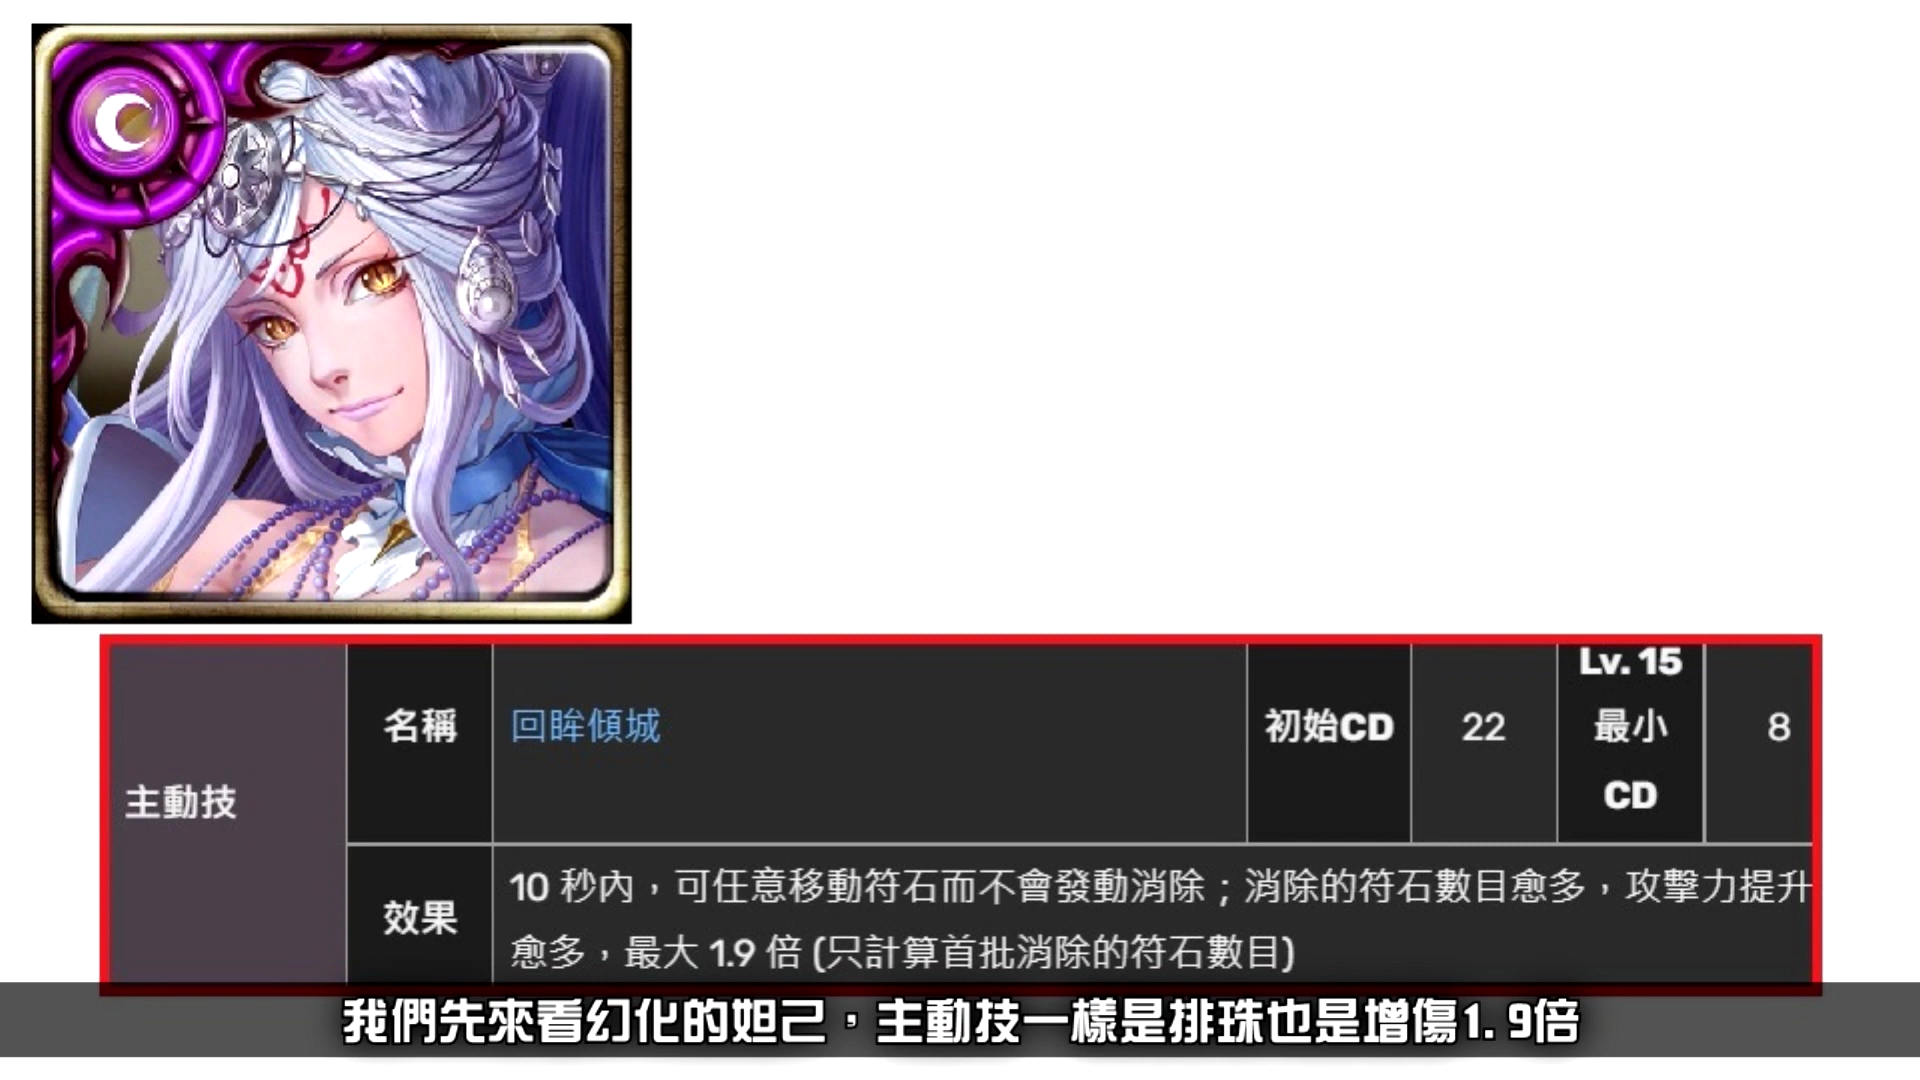 主動技
名稱
回眸傾城
初始CD
22
Lv. 15
最小
CD
8
效果
10 秒內，可任意移動符石而不會發動消除；消除的符石數目愈多，攻擊力提升
愈多，最大 1.9 倍 (只計算首批消除的符石數目)
我們先來看幻化的妲己，主動技一樣是排珠也是增傷1.9倍